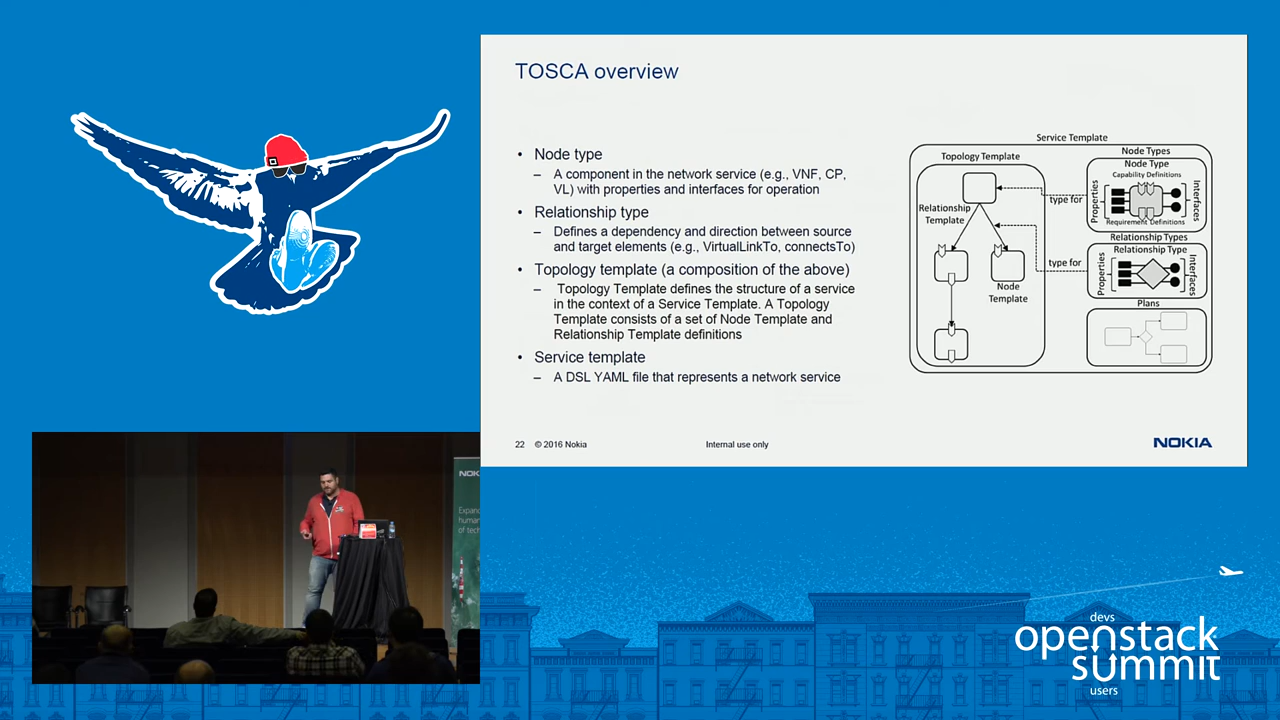 TOSCA overview
• Node type
– A component in the network service (e.g., VNF, CP,
VL) with properties and interfaces for operation
• Relationship type
– Defines a dependency and direction between source
and target elements (e.g., VirtualLinkTo, connectsTo)
• Topology template (a composition of the above)
– Topology Template defines the structure of a service
in the context of a Service Template. A Topology
Template consists of a set of Node Template and
Relationship Template definitions
• Service template
– A DSL YAML file that represents a network service
Service Template
Topology Template
Relationship
Template
Node
Template
type for
type for
Node Types
Node Type
Capability Definitions
Properties
Interfaces
Requirement Definitions
Relationship Types
Relationship Type
Properties
Interfaces
Plans
22 © 2016 Nokia
Internal use only
NOKIA
NOK
Expand
human
of tech
devs
openstack
summit
users